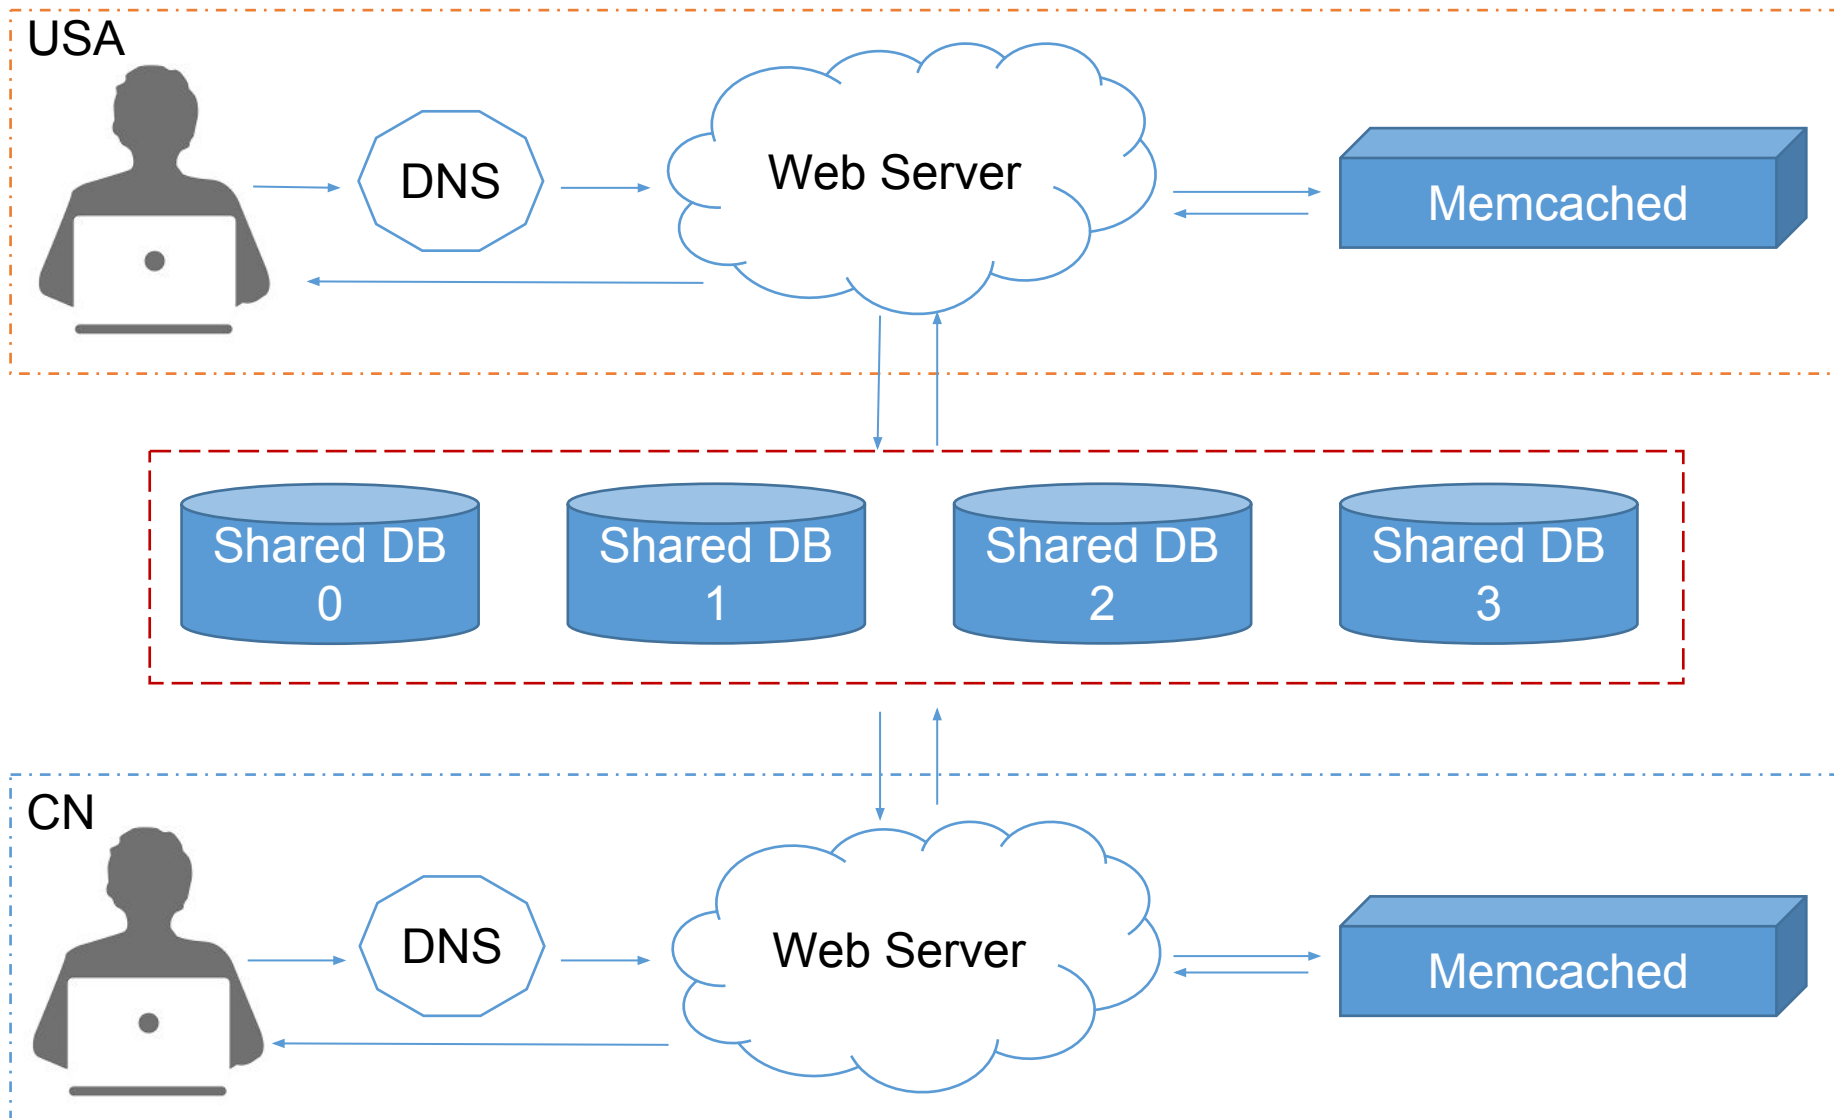 USA
DNS
Web Server
Memcached
Shared DB
0
Shared DB
1
Shared DB
2
Shared DB
3
CN
DNS
Web Server
Memcached